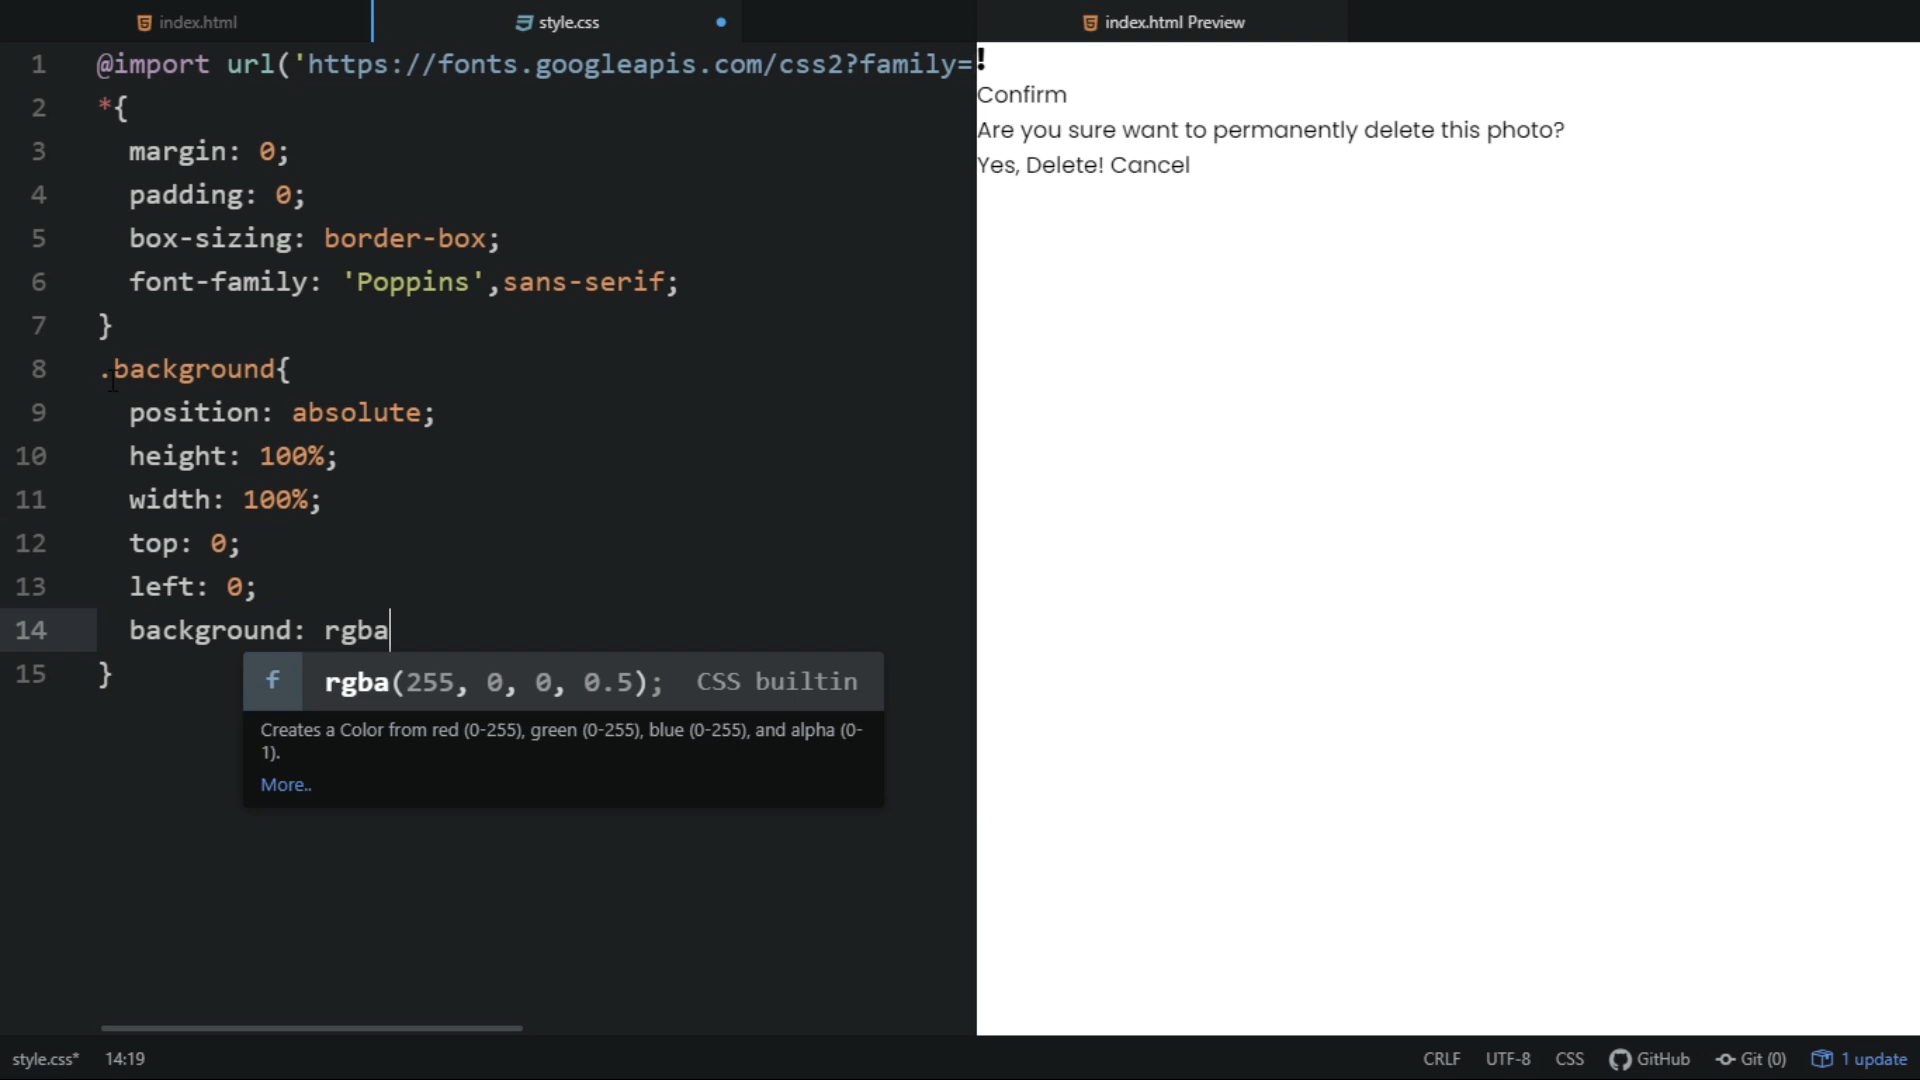 index.html
style.css
index.html Preview
1 @import url('https://fonts.googleapis.com/css2?family=
2 *{
3 margin: 0;
4 padding: 0;
5 box-sizing: border-box;
6 font-family: 'Poppins',sans-serif;
7 }
8 .background{
9 position: absolute;
10 height: 100%;
11 width: 100%;
12 top: 0;
13 left: 0;
14 background: rgba
15 }
f rgba(255, 0, 0, 0.5); CSS builtin
Creates a Color from red (0-255), green (0-255), blue (0-255), and alpha (0-
1).
More..
!
Confirm
Are you sure want to permanently delete this photo?
Yes, Delete! Cancel
style.css* 14:19 CRLF UTF-8 CSS GitHub Git (0) 1 update